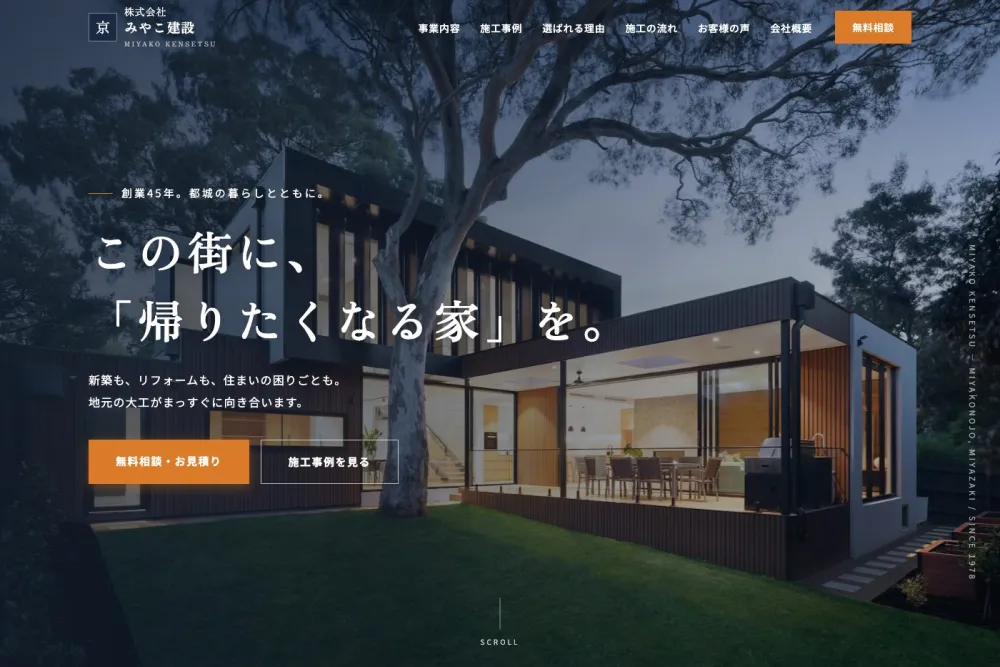 京
株式会社
みやこ建設
MIYAKO KENSETSU
事業内容
施工事例
選ばれる理由
施工の流れ
お客様の声
会社概要
無料相談
創業45年。都城の暮らしとともに。
この街に、
「帰りたくなる家」を。
新築も、リフォームも、住まいの困りごとも。
地元の大工がまっすぐに向き合います。
無料相談・お見積り
施工事例を見る
MIYAKO KENSETSU — MIYAKONOJO, MIYAZAKI / SINCE 1978
SCROLL